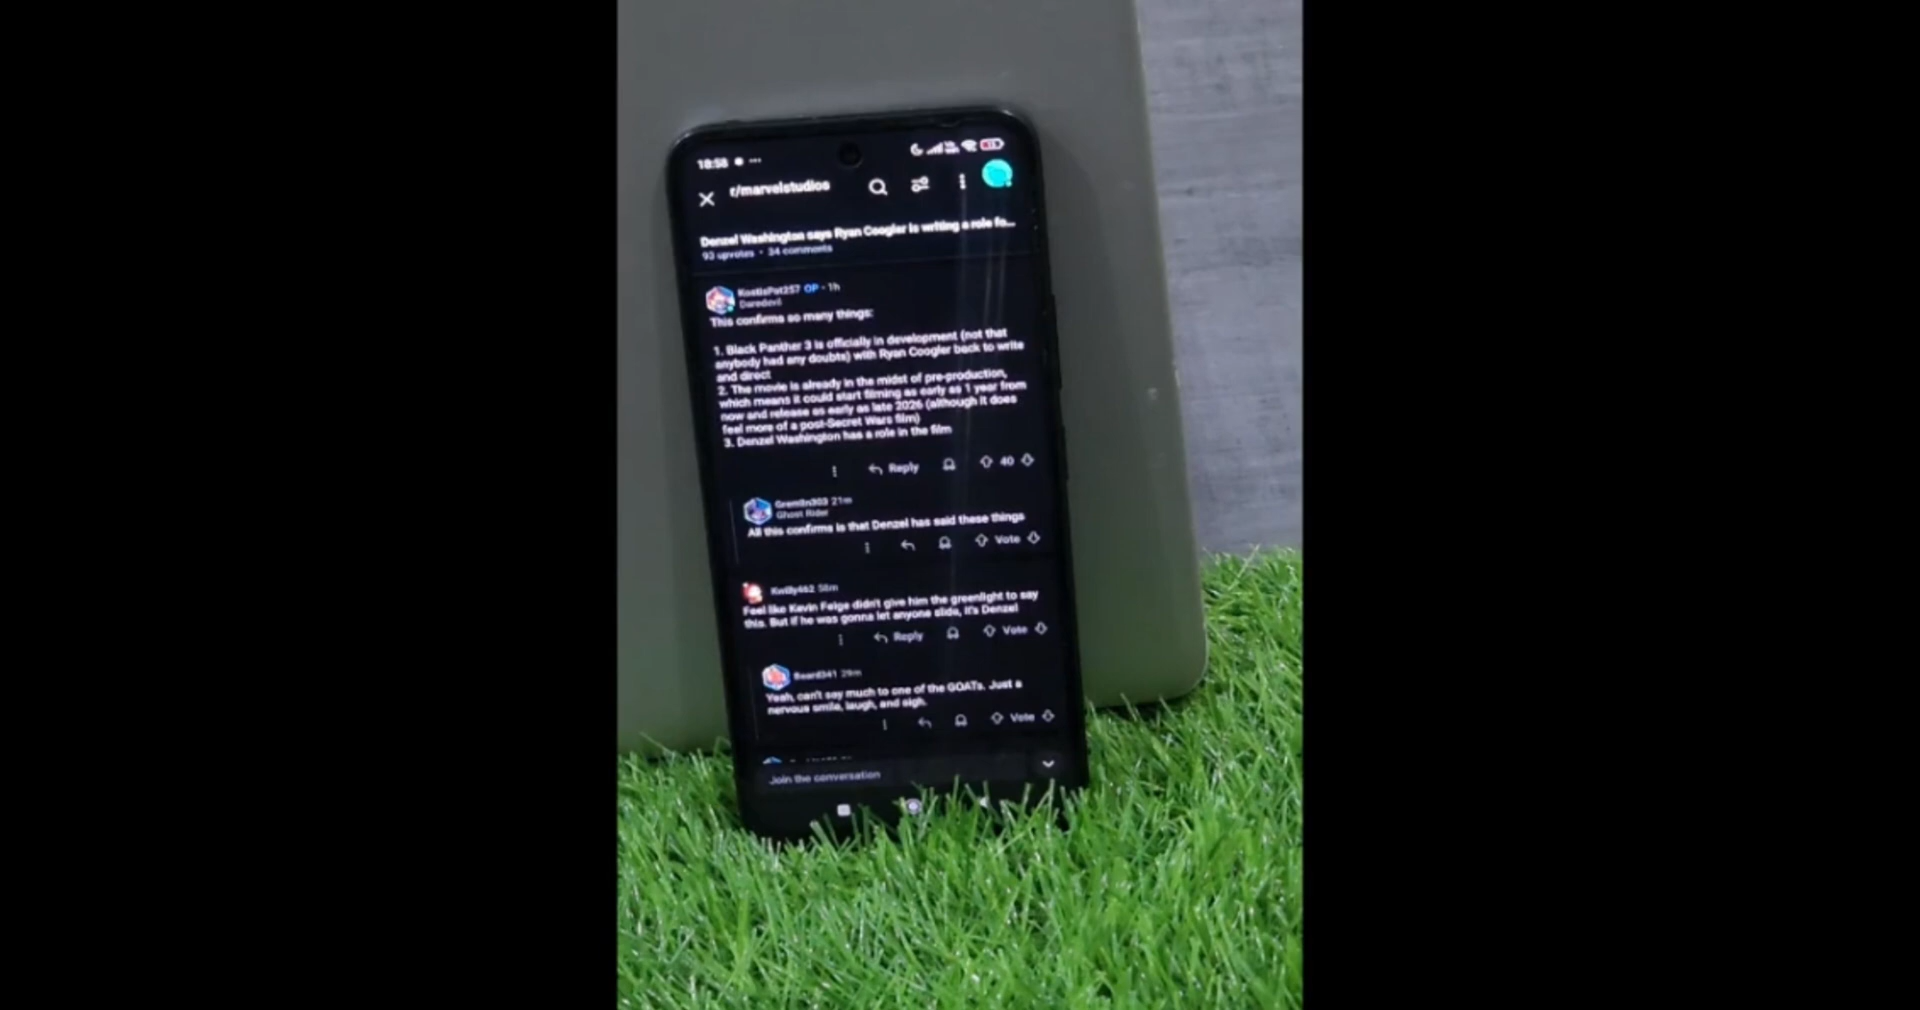 18:58
r/marvelstudios
Denzel Washington says Ryan Coogler is writing a role fo...
93 upvotes • 34 comments
KostisPat257 OP • 1h
Daredevil
This confirms so many things:
1. Black Panther 3 is officially in development (not that
anybody had any doubts) with Ryan Coogler back to write
and direct
2. The movie is already in the midst of pre-production,
which means it could start filming as early as 1 year from
now and release as early as late 2026 (although it does
feel more of a post-Secret Wars film)
3. Denzel Washington has a role in the film
Reply 40
21m
Ghost Rider
All this confirms is that Denzel has said these things
Vote
58m
Feel like Kevin Feige didn't give him the greenlight to say
this. But if he was gonna let anyone slide, it's Denzel
Reply Vote
Beard341 29m
Yeah, can't say much to one of the GOATs. Just a
nervous smile, laugh, and sigh.
Vote
Join the conversation